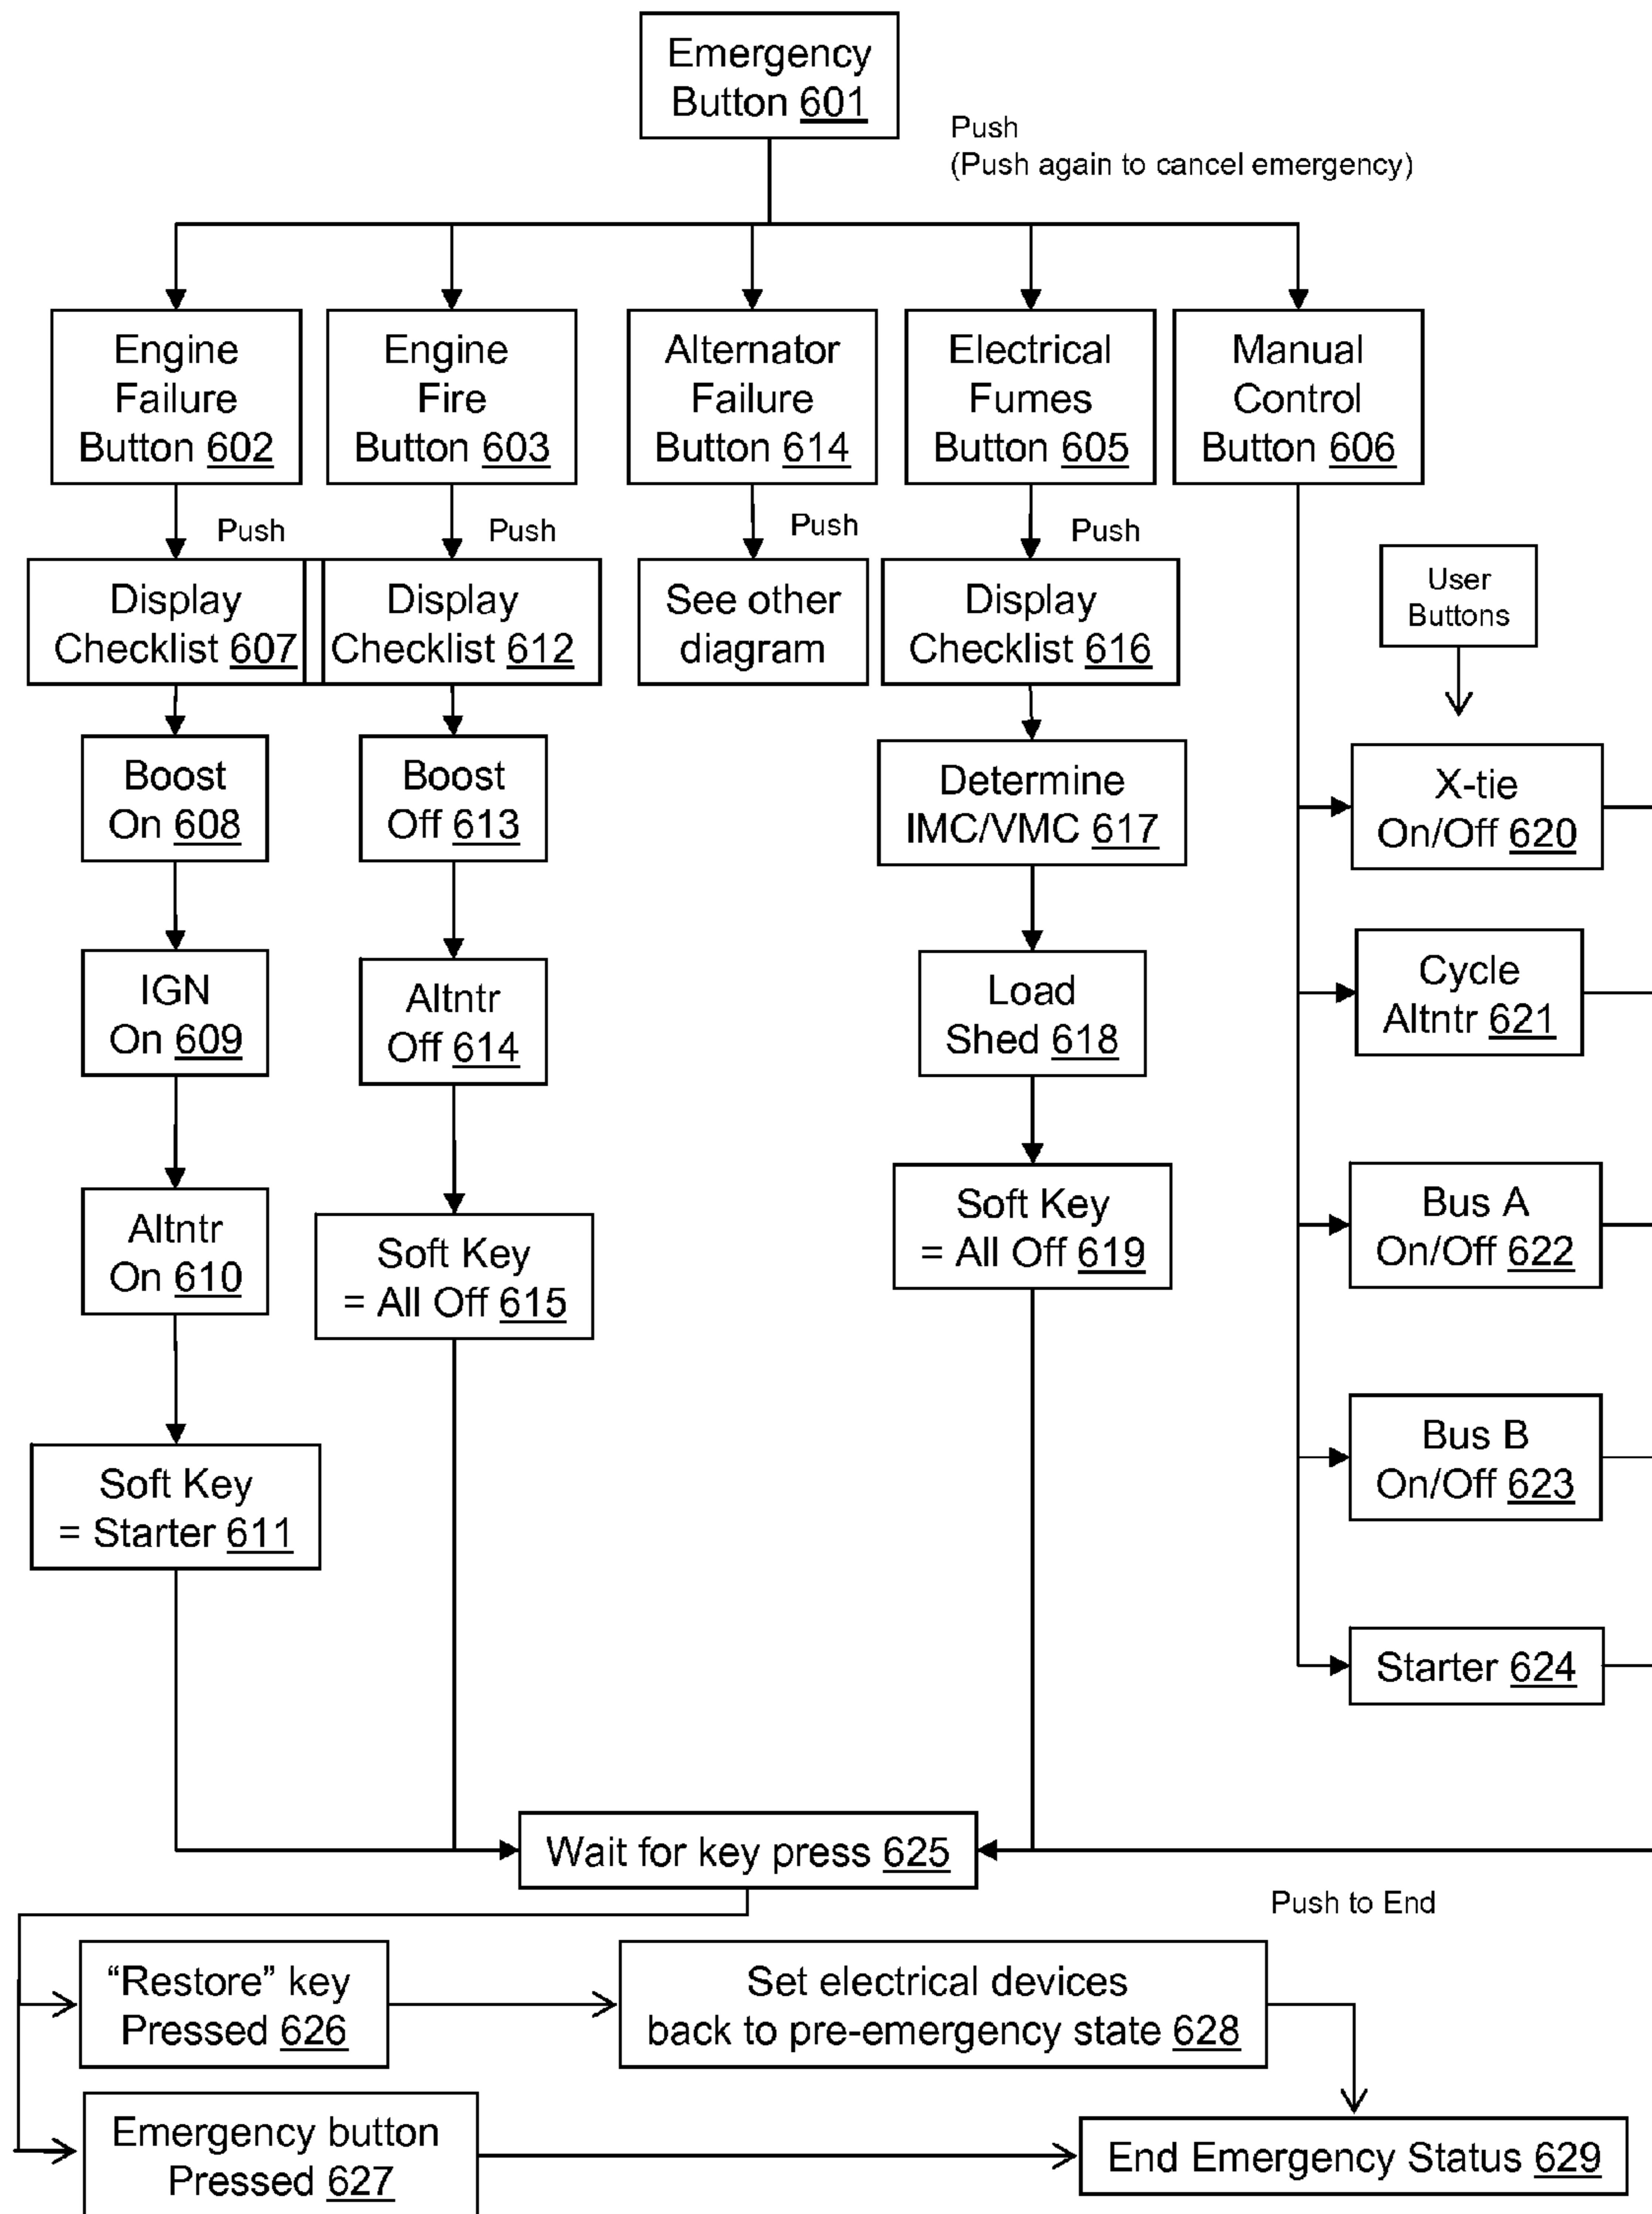 Emergency
Button 601
Push
(Push again to cancel emergency)
Engine
Failure
Button 602
Engine
Fire
Button 603
Alternator
Failure
Button 614
Electrical
Fumes
Button 605
Manual
Control
Button 606
Push
Push
Push
Push
Display
Checklist 607
Display
Checklist 612
See other
diagram
Display
Checklist 616
User
Buttons
Boost
On 608
Boost
Off 613
Determine
IMC/VMC 617
X-tie
On/Off 620
IGN
On 609
Altntr
Off 614
Load
Shed 618
Cycle
Altntr 621
Altntr
On 610
Soft Key
= All Off 615
Soft Key
= All Off 619
Bus A
On/Off 622
Soft Key
= Starter 611
Bus B
On/Off 623
Starter 624
Wait for key press 625
Push to End
“Restore” key
Pressed 626
Set electrical devices
back to pre-emergency state 628
Emergency button
Pressed 627
End Emergency Status 629